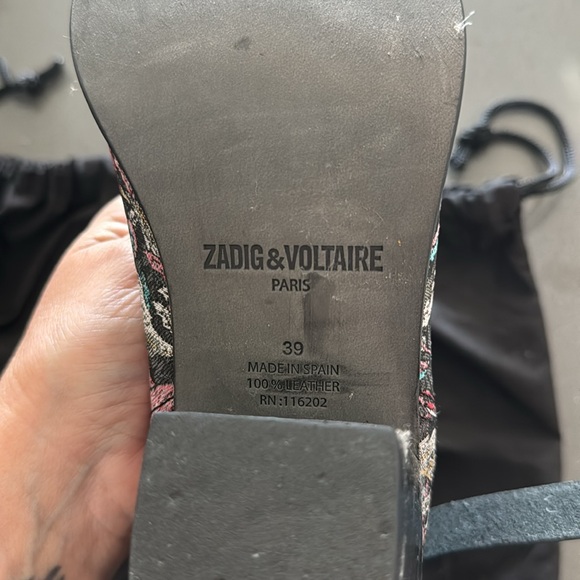 ZADIG&VOLTAIRE
PARIS
39
MADE IN SPAIN
100% LEATHER
RN:116202